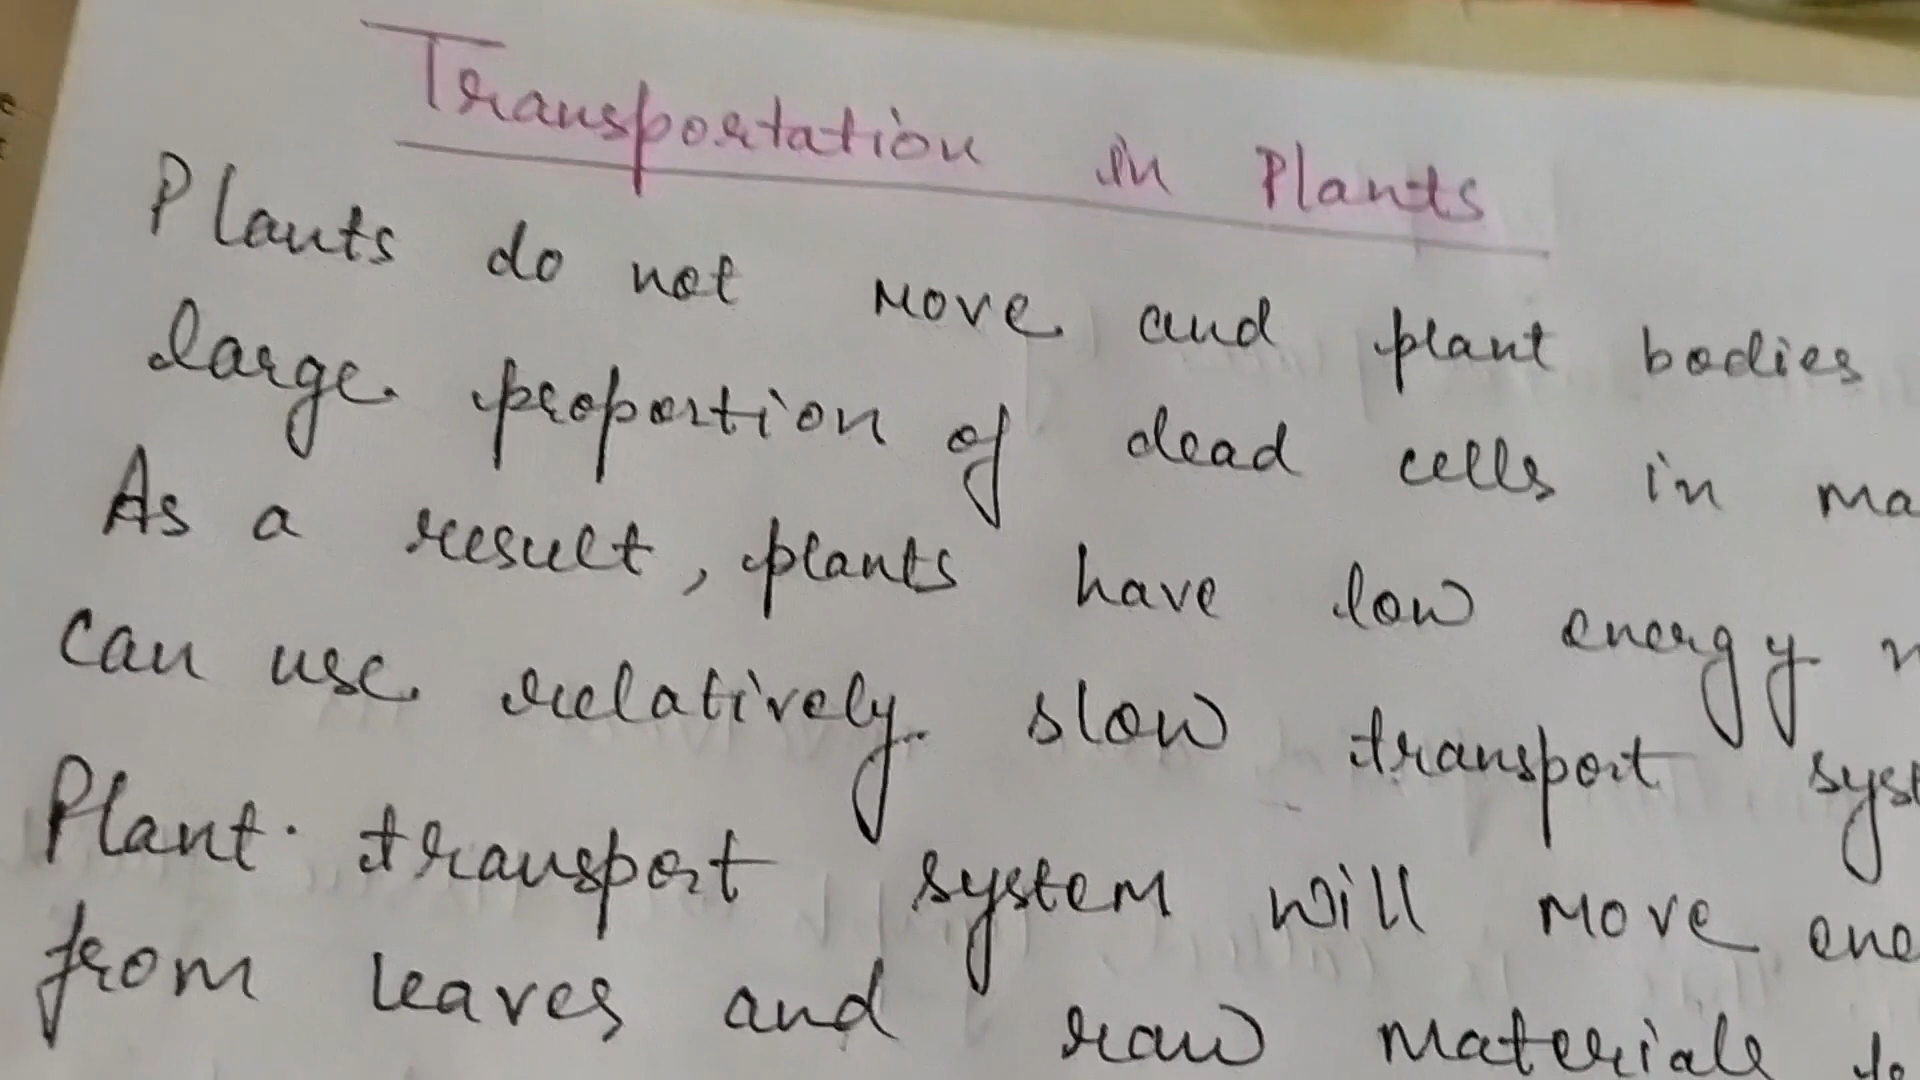 Transportation in Plants
Plants do not move and plant bodies
large proportion of dead cells in
As a result, plants have low energy
can use relatively slow transport
Plant transport system will move
from leaves and raw materials